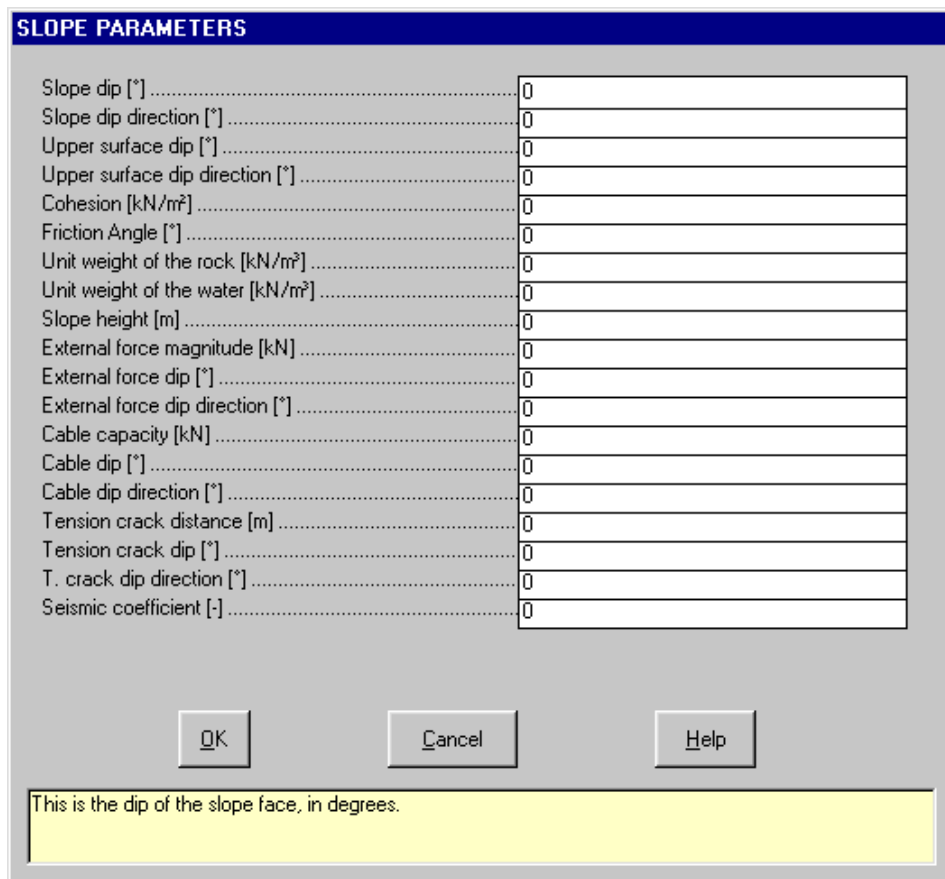 SLOPE PARAMETERS
Slope dip [°] 0
Slope dip direction [°] 0
Upper surface dip [°] 0
Upper surface dip direction [°] 0
Cohesion [kN/m²] 0
Friction Angle [°] 0
Unit weight of the rock [kN/m³] 0
Unit weight of the water [kN/m³] 0
Slope height [m] 0
External force magnitude [kN] 0
External force dip [°] 0
External force dip direction [°] 0
Cable capacity [kN] 0
Cable dip [°] 0
Cable dip direction [°] 0
Tension crack distance [m] 0
Tension crack dip [°] 0
T. crack dip direction [°] 0
Seismic coefficient [-] 0
OK Cancel Help
This is the dip of the slope face, in degrees.